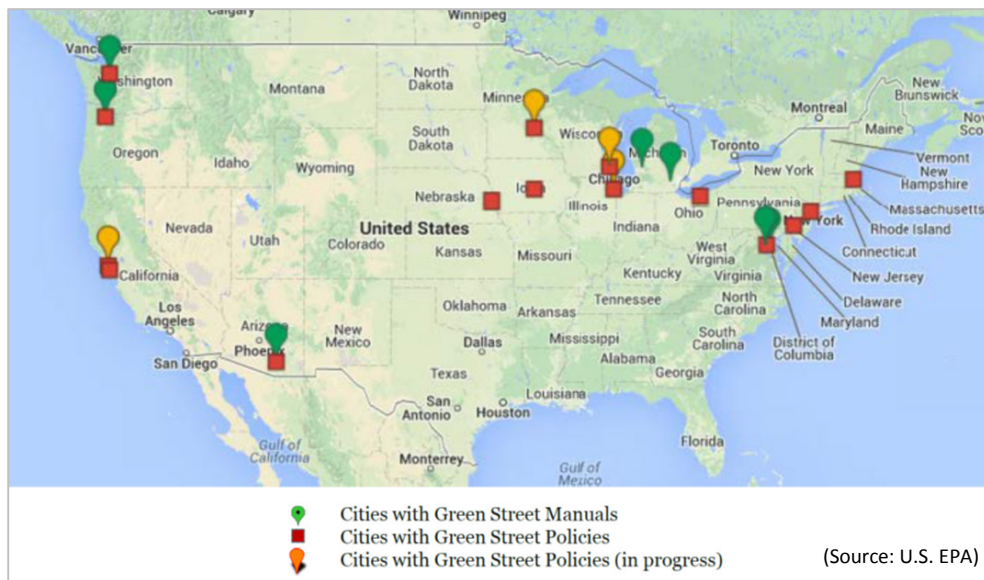 Calgary
Winnipeg
Vancouver
Washington
Montana
North
Dakota
Minnesota
Montreal
New
Brunswick
Maine
Nov
Scotia
Oregon
Idaho
Wyoming
South
Dakota
Wisconsin
Michigan
Toronto
Vermont
New
Hampshire
New York
Massachusetts
Nebraska
Iowa
Chicago
Illinois
Indiana
Ohio
Pennsylvania
New York
Rhode Island
Connecticut
Nevada
Utah
Colorado
United States
Kansas
Missouri
West
Virginia
Virginia
Kentucky
New Jersey
Delaware
Maryland
District of
Columbia
California
Los
Angeles
San Diego
Arizona
Phoenix
New
Mexico
Oklahoma
Arkansas
Tennessee
North
Carolina
South
Carolina
Mississippi
Alabama
Georgia
Dallas
Texas
Louisiana
San
Antonio
Houston
Florida
Gulf of
California
Monterrey
Gulf of
Mexico
Cities with Green Street Manuals
Cities with Green Street Policies
Cities with Green Street Policies (in progress)
(Source: U.S. EPA)